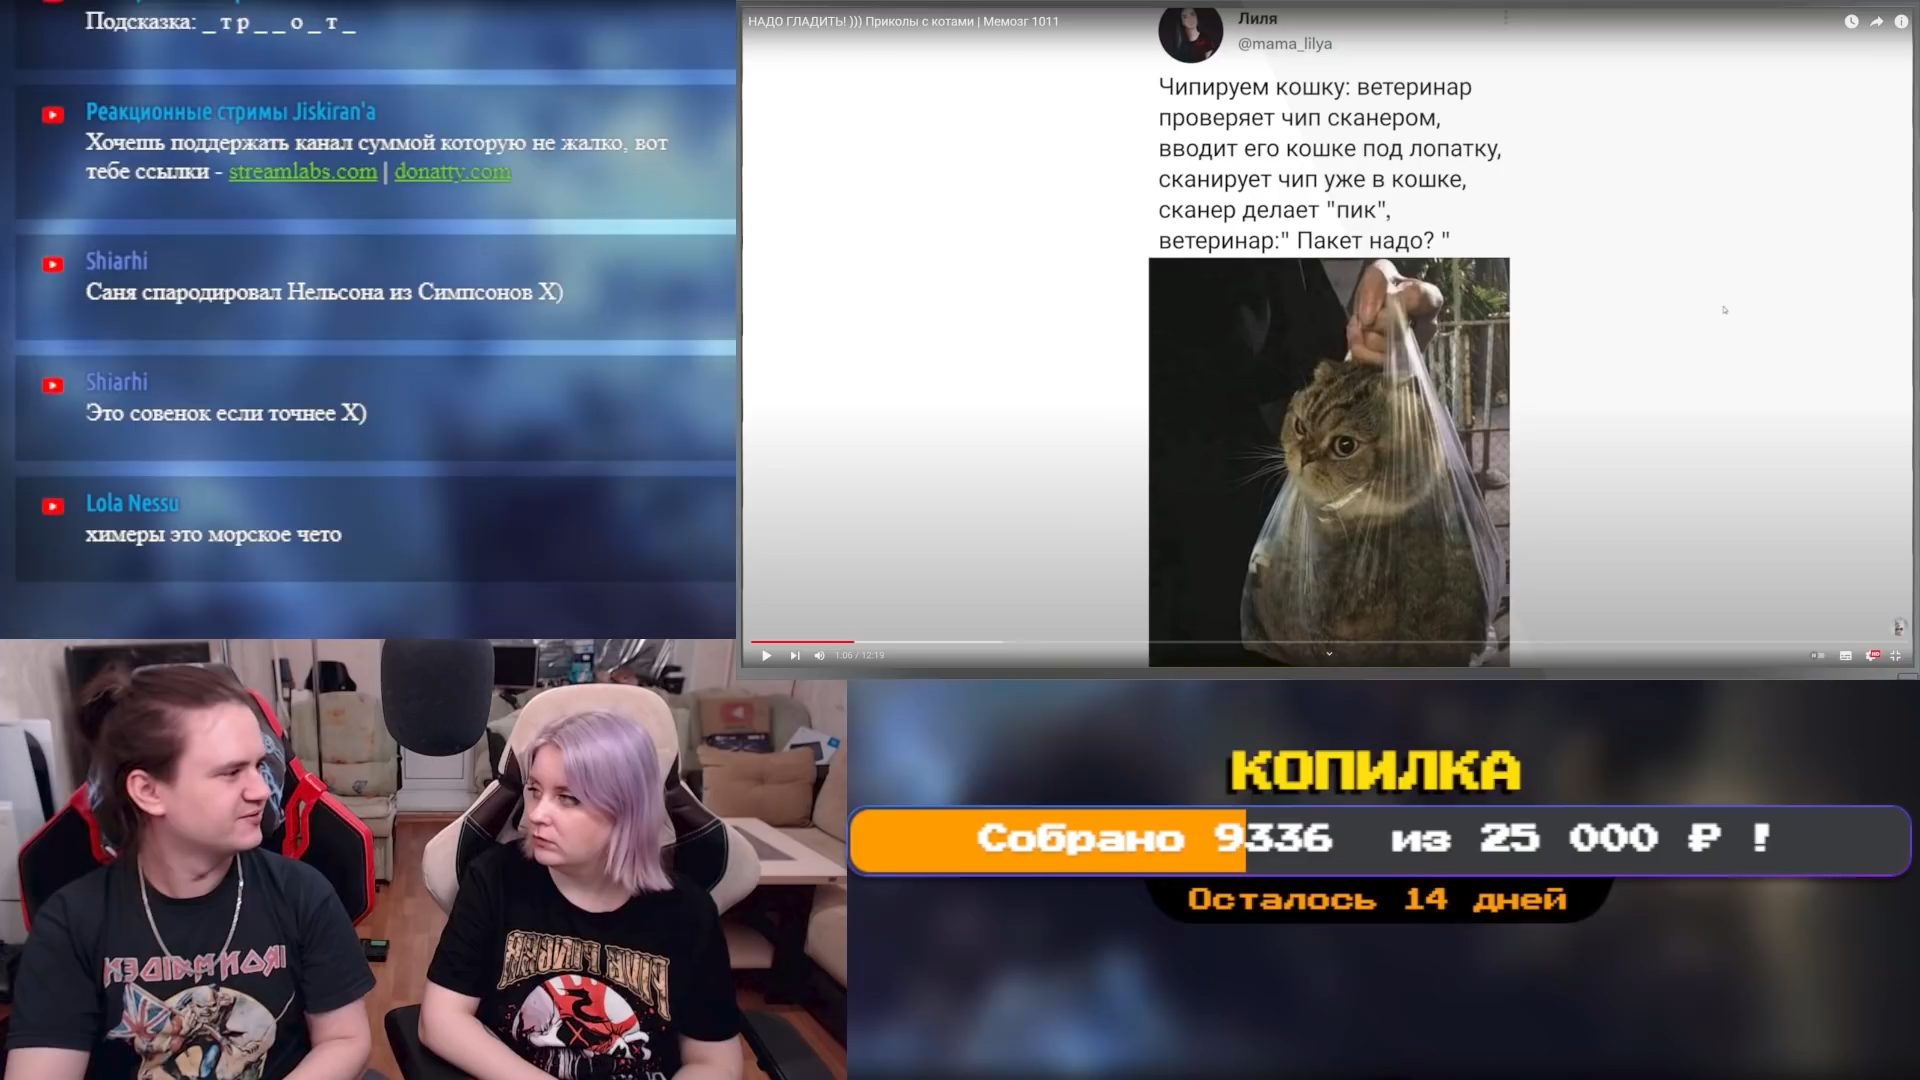 Подсказка: _ т р _ _ о _ т _
Реакционные стримы Jiskiran'a
Хочешь поддержать канал суммой которую не жалко, вот
тебе ссылки - streamlabs.com | donatty.com
Shiarhi
Саня спародировал Нельсона из Симпсонов X)
Shiarhi
Это совенок если точнее X)
Lola Nessu
химеры это морское чето
НАДО ГЛАДИТЬ! ))) Приколы с котами | Мемозг 1011
Лиля
@mama_lilya
Чипируем кошку: ветеринар
проверяет чип сканером,
вводит его кошке под лопатку,
сканирует чип уже в кошке,
сканер делает "пик",
ветеринар:" Пакет надо? "
1:06 / 12:19
IRON MAIDEN
FIVE FINGER
КОПИЛКА
Собрано 9336 из 25 000 ₽ !
Осталось 14 дней